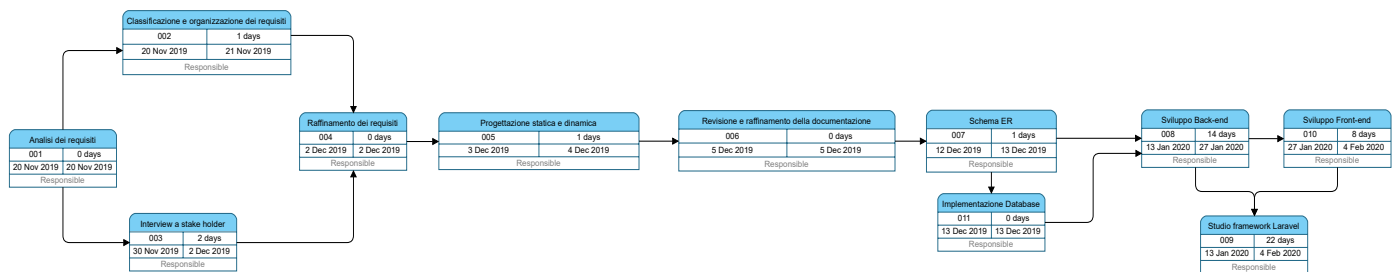 Classificazione e organizzazione dei requisiti
002 1 days
20 Nov 2019 21 Nov 2019
Responsible
Analisi dei requisiti
001 0 days
20 Nov 2019 20 Nov 2019
Responsible
Interview a stake holder
003 2 days
30 Nov 2019 2 Dec 2019
Responsible
Raffinamento dei requisiti
004 0 days
2 Dec 2019 2 Dec 2019
Responsible
Progettazione statica e dinamica
005 1 days
3 Dec 2019 4 Dec 2019
Responsible
Revisione e raffinamento della documentazione
006 0 days
5 Dec 2019 5 Dec 2019
Responsible
Schema ER
007 1 days
12 Dec 2019 13 Dec 2019
Responsible
Implementazione Database
011 0 days
13 Dec 2019 13 Dec 2019
Responsible
Sviluppo Back-end
008 14 days
13 Jan 2020 27 Jan 2020
Responsible
Sviluppo Front-end
010 8 days
27 Jan 2020 4 Feb 2020
Responsible
Studio framework Laravel
009 22 days
13 Jan 2020 4 Feb 2020
Responsible